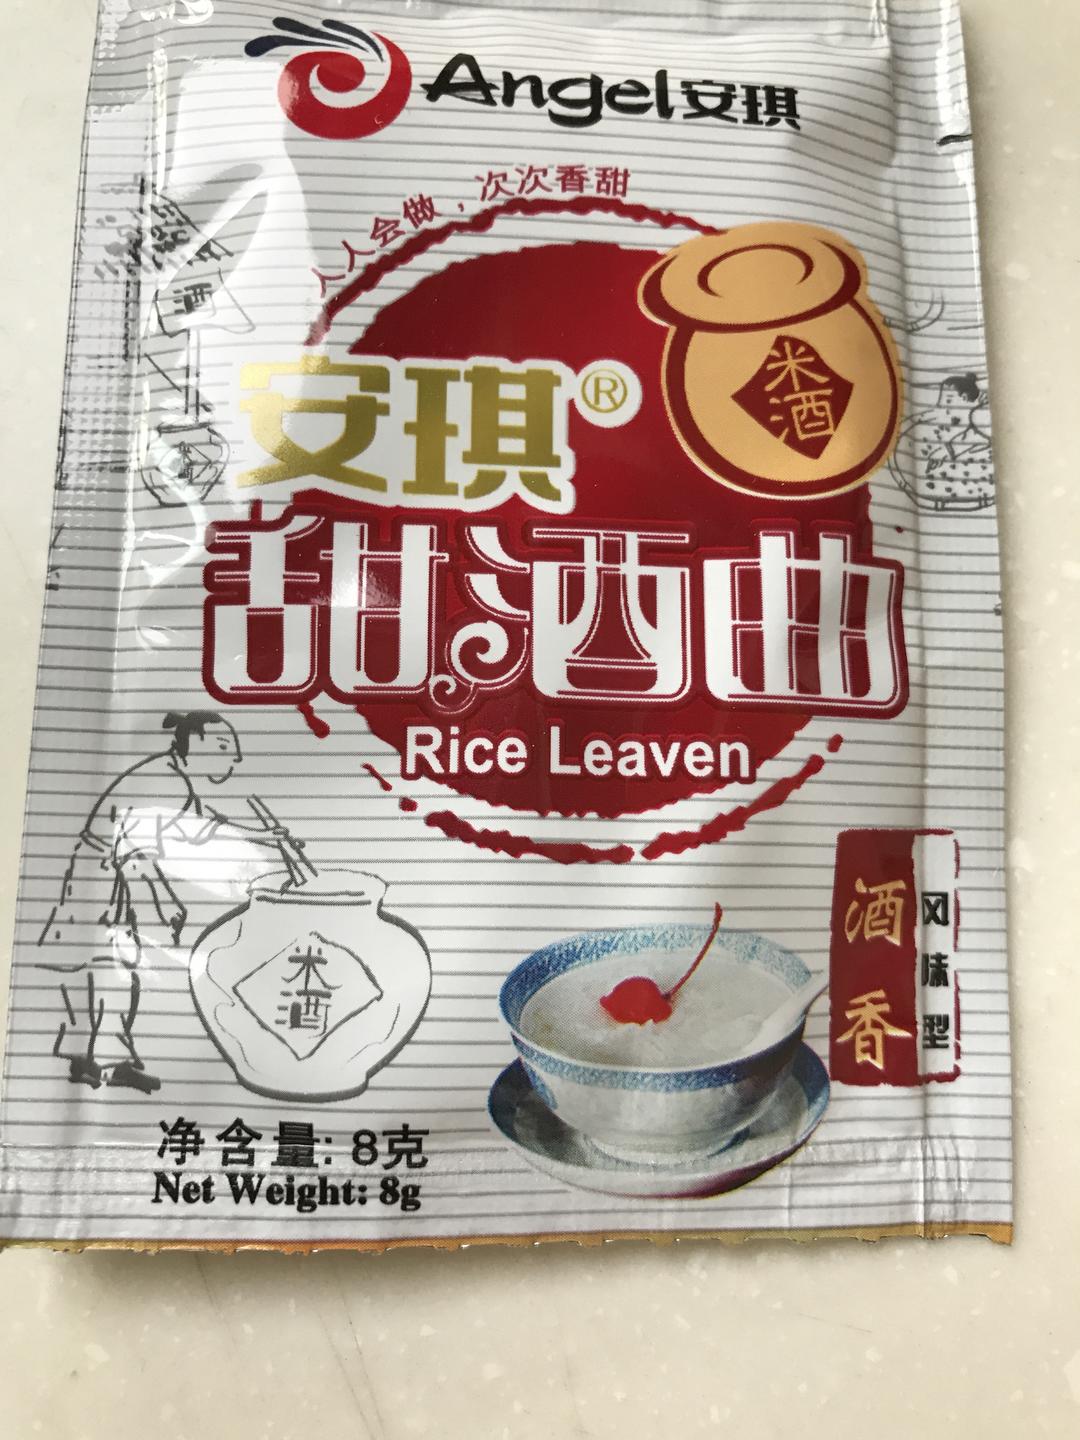 Angel安琪
人人会做，次次香甜
酒
米酒
安琪®
甜酒曲
Rice Leaven
米酒
酒香
风味型
净含量: 8克
Net Weight: 8g